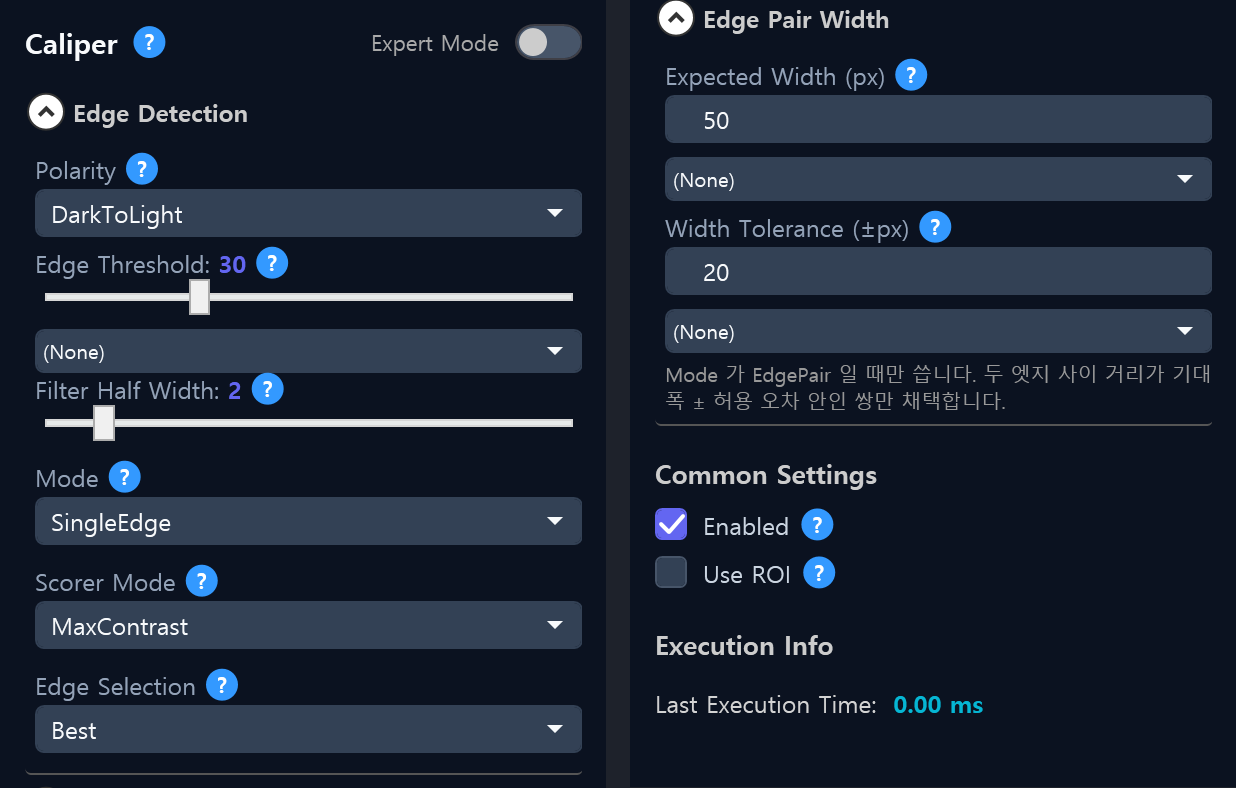 Caliper ?
Expert Mode
Edge Detection
Polarity ?
DarkToLight
Edge Threshold: 30 ?
(None)
Filter Half Width: 2 ?
Mode ?
SingleEdge
Scorer Mode ?
MaxContrast
Edge Selection ?
Best
Edge Pair Width
Expected Width (px) ?
50
(None)
Width Tolerance (±px) ?
20
(None)
Mode 가 EdgePair 일 때만 씁니다. 두 엣지 사이 거리가 기대
폭 ± 허용 오차 안인 쌍만 채택합니다.
Common Settings
Enabled ?
Use ROI ?
Execution Info
Last Execution Time: 0.00 ms